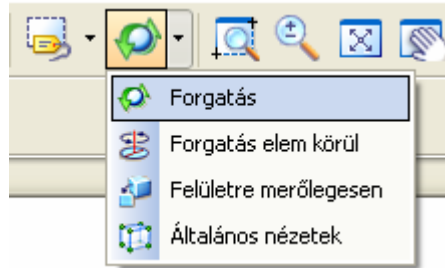 Forgatás
Forgatás elem körül
Felületre merőlegesen
Általános nézetek